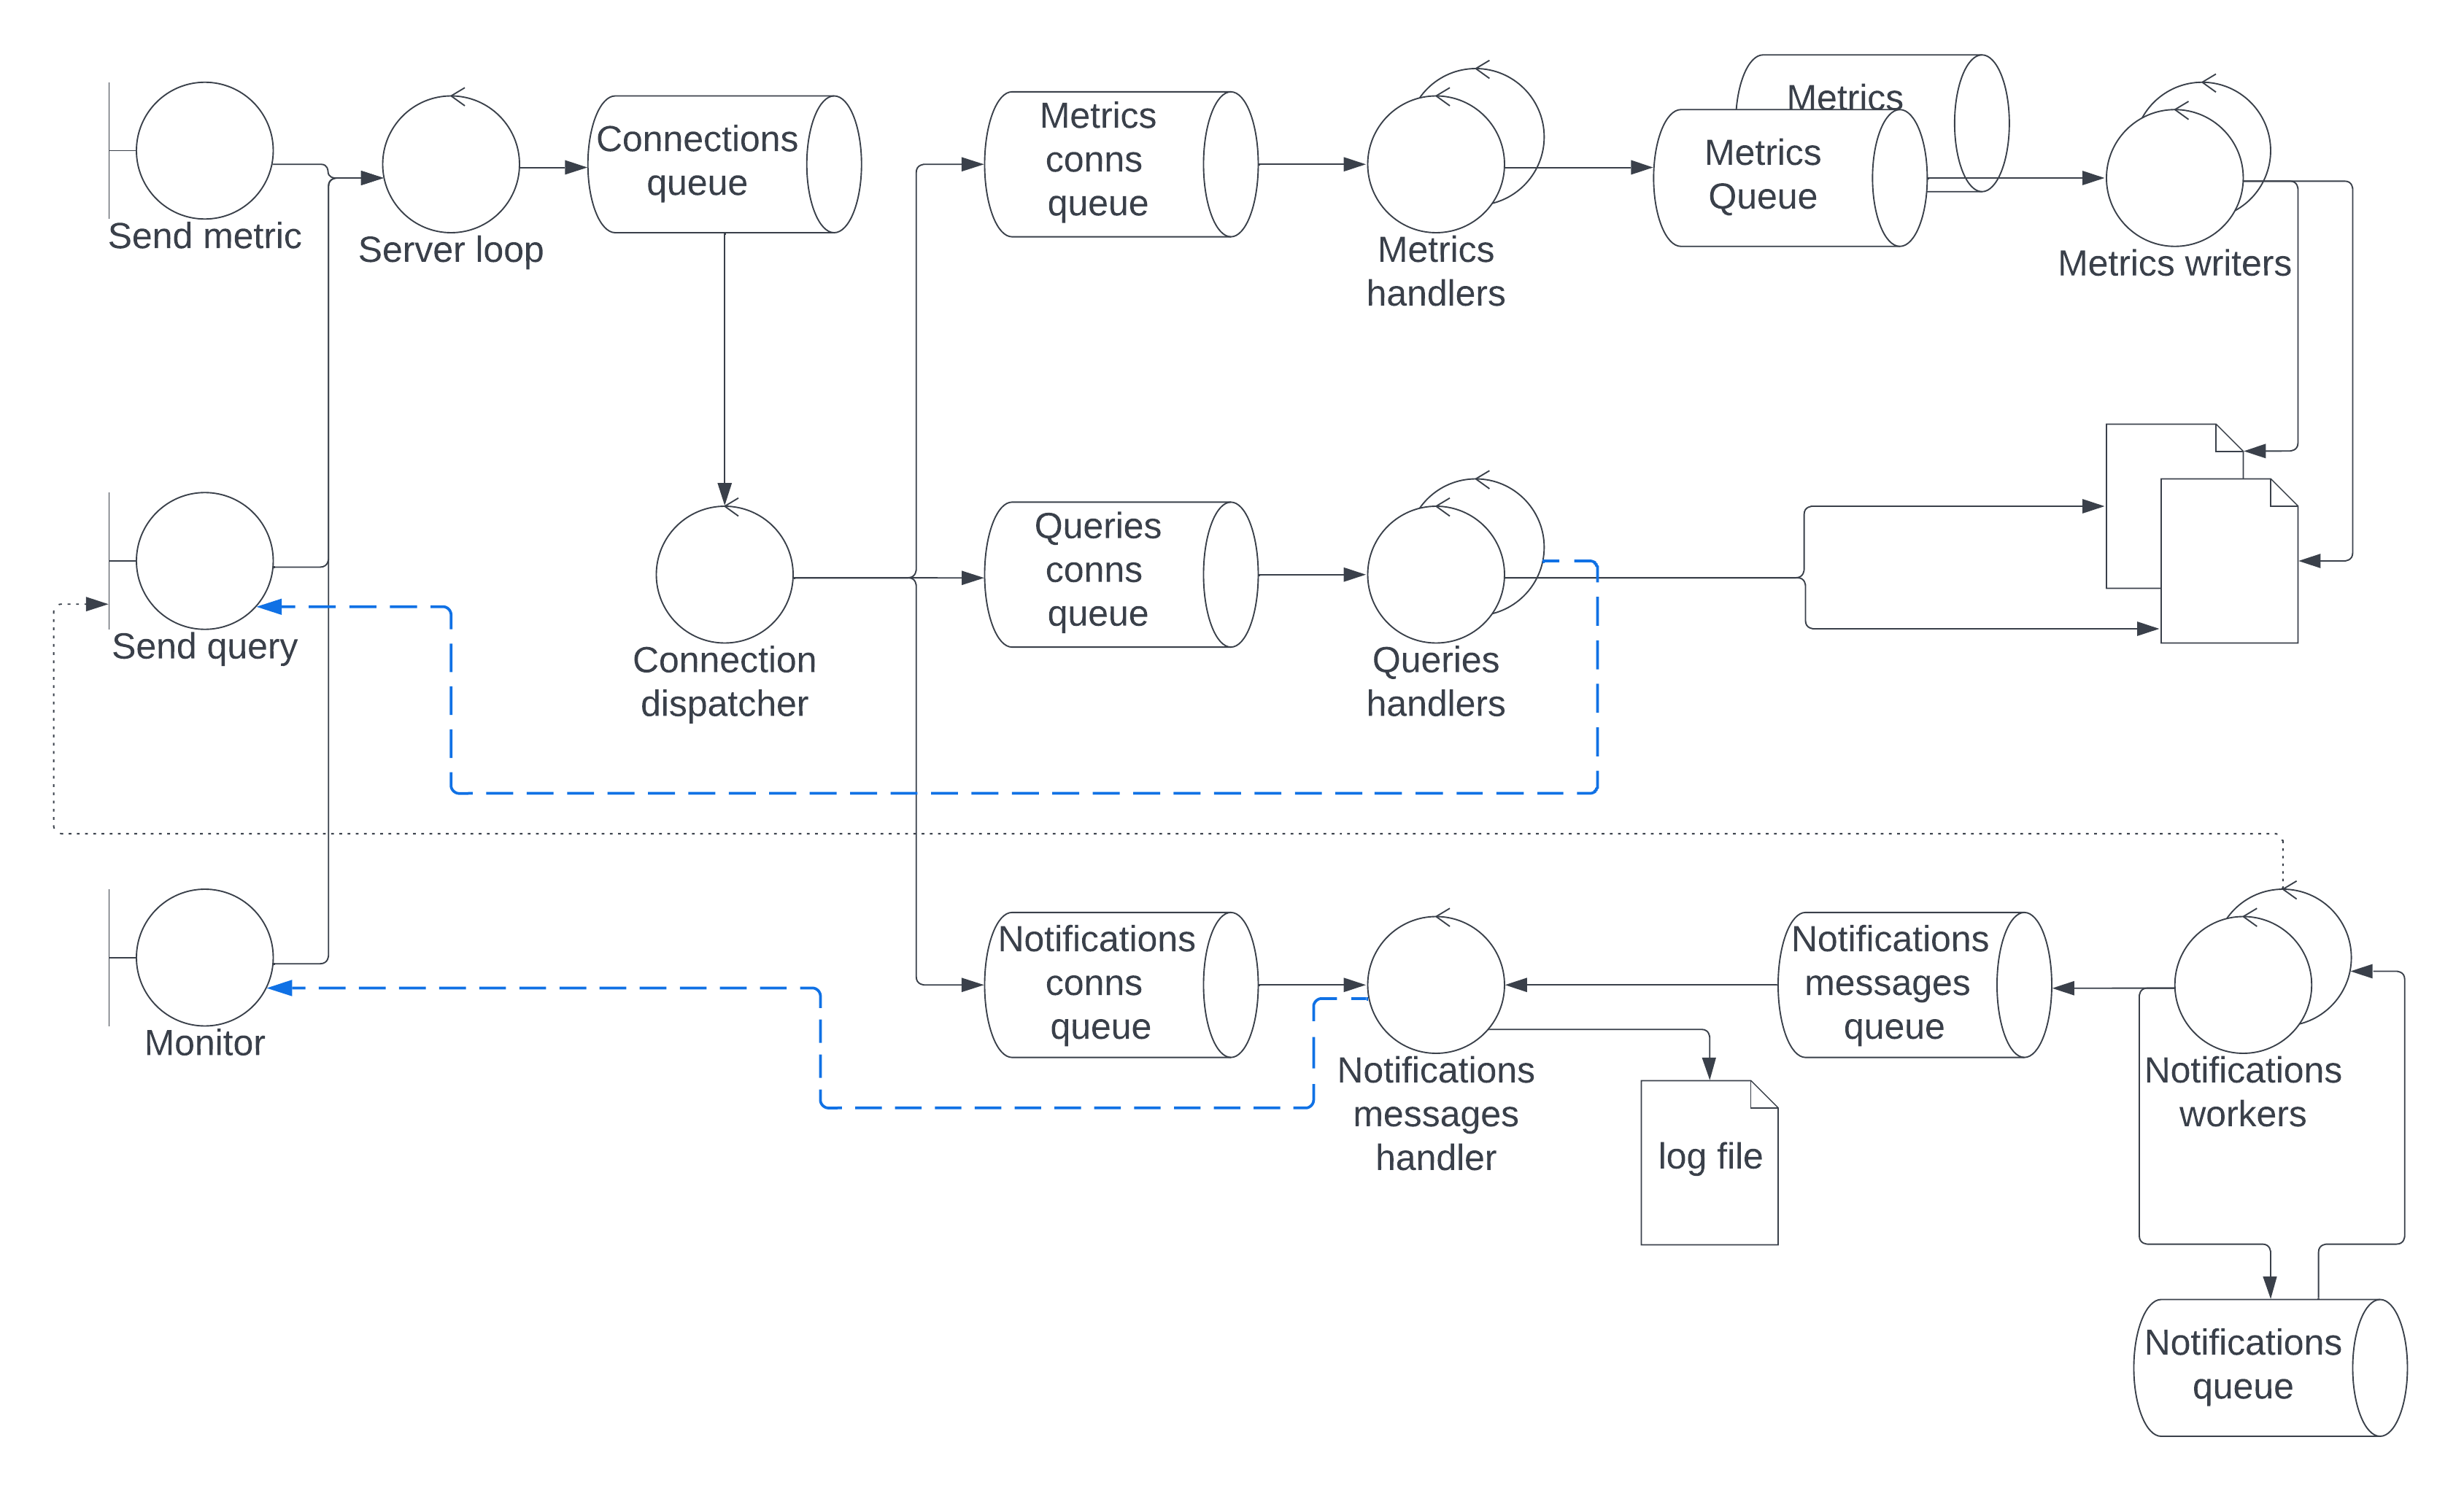 Send metric
Server loop
Connections
queue
Metrics
conns
queue
Metrics
handlers
Metrics
Metrics
Queue
Metrics writers
Send query
Connection
dispatcher
Queries
conns
queue
Queries
handlers
Monitor
Notifications
conns
queue
Notifications
messages
handler
log file
Notifications
messages
queue
Notifications
workers
Notifications
queue